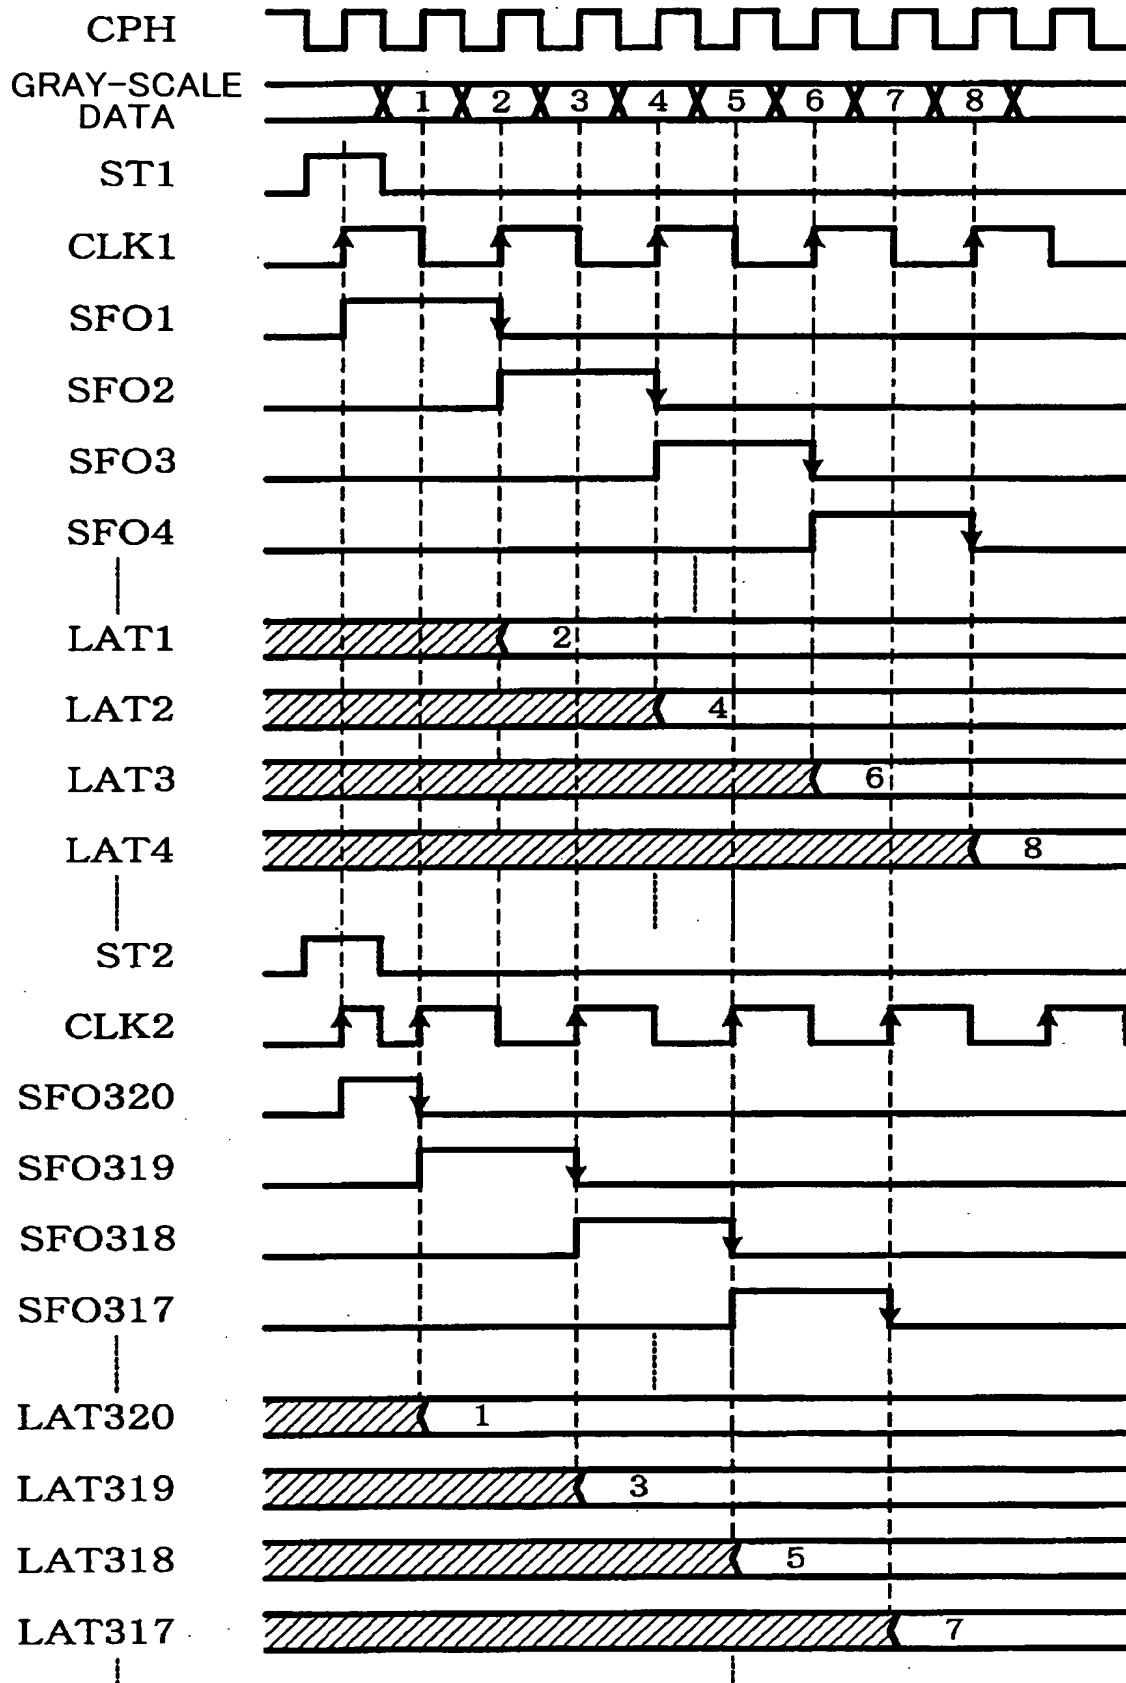 CPH
GRAY-SCALE
DATA
1 2 3 4 5 6 7 8
ST1
CLK1
SFO1
SFO2
SFO3
SFO4
LAT1 2
LAT2 4
LAT3 6
LAT4 8
ST2
CLK2
SFO320
SFO319
SFO318
SFO317
LAT320 1
LAT319 3
LAT318 5
LAT317 7